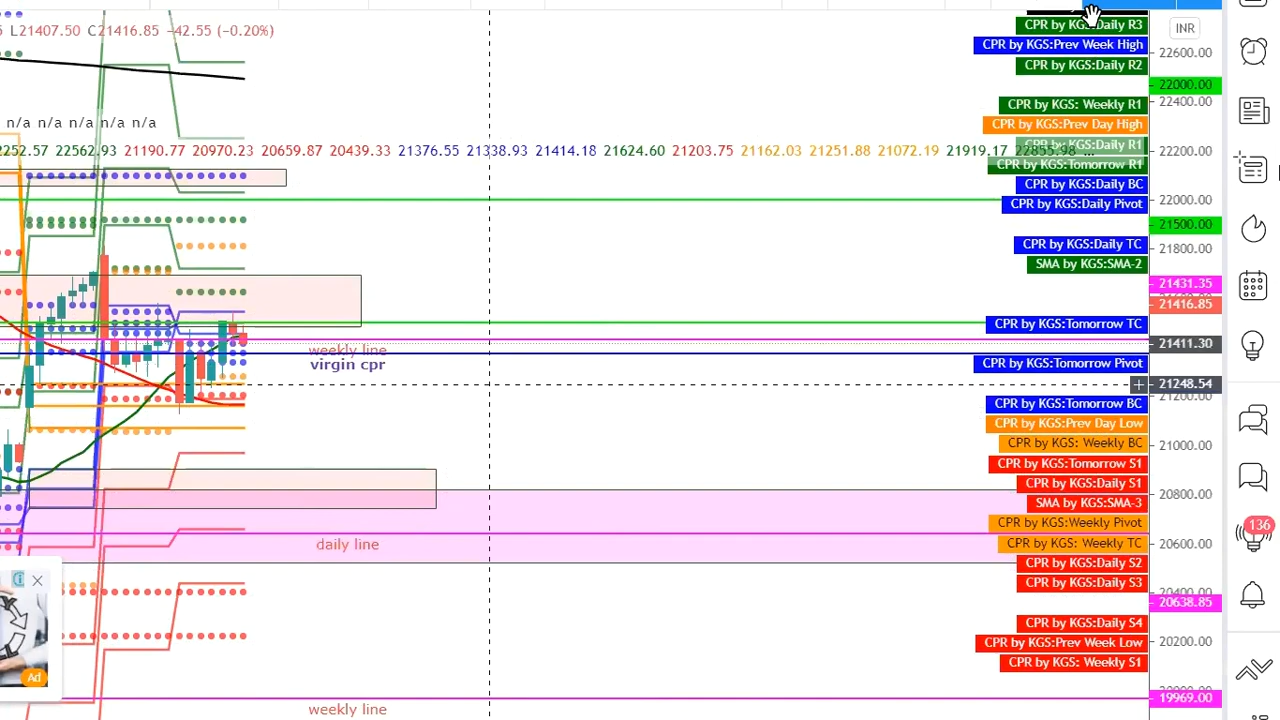 CPR by KGS:Daily R3
INR
5 L21407.50 C21416.85 -42.55 (-0.20%)
CPR by KGS:Prev Week High
22600.00
CPR by KGS:Daily R2
22000.00
CPR by KGS: Weekly R1
22400.00
n/a n/a n/a n/a n/a
CPR by KGS:Prev Day High
CPR by KGS:Daily R1
2252.57 22562.93 21190.77 20970.23 20659.87 20439.33 21376.55 21338.93 21414.18 21624.60 21203.75 21162.03 21251.88 21072.19 21919.17 22855.98 ...
22200.00
CPR by KGS:Tomorrow R1
CPR by KGS:Daily BC
22000.00
CPR by KGS:Daily Pivot
21500.00
CPR by KGS:Daily TC
21800.00
SMA by KGS:SMA-2
21431.35
21416.85
CPR by KGS:Tomorrow TC
21411.30
weekly line
virgin cpr
CPR by KGS:Tomorrow Pivot
21248.54
21200.00
CPR by KGS:Tomorrow BC
CPR by KGS:Prev Day Low
CPR by KGS: Weekly BC
21000.00
CPR by KGS:Tomorrow S1
CPR by KGS:Daily S1
20800.00
SMA by KGS:SMA-3
CPR by KGS:Weekly Pivot
136
daily line
CPR by KGS: Weekly TC
20600.00
CPR by KGS:Daily S2
CPR by KGS:Daily S3
20400.00
20638.85
CPR by KGS:Daily S4
CPR by KGS:Prev Week Low
20200.00
CPR by KGS: Weekly S1
Ad
19969.00
weekly line